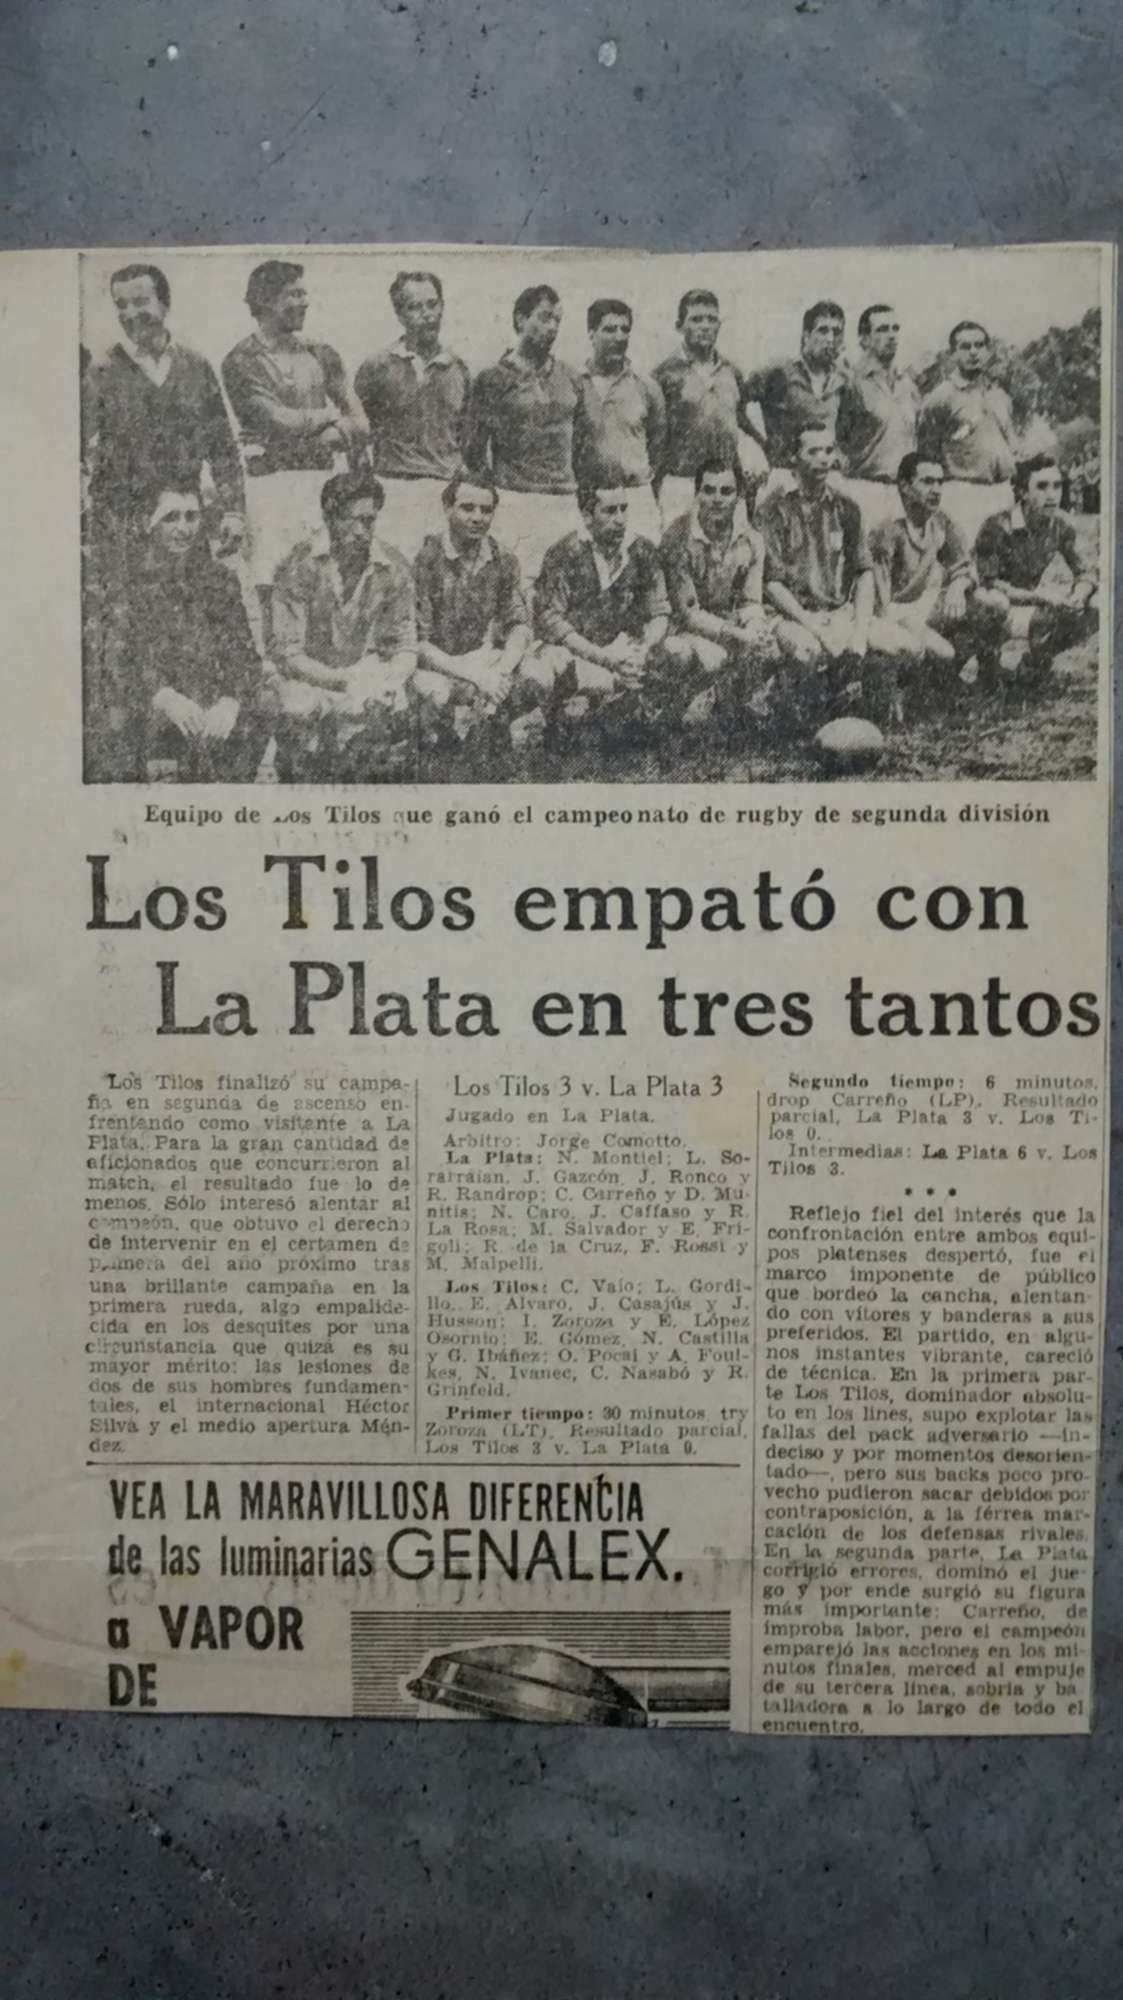 Equipo de Los Tilos que ganó el campeonato de rugby de segunda división
Los Tilos empató con
La Plata en tres tantos
Los Tilos finalizó su campa-
ña en segunda de ascenso en-
frentando como visitante a La
Plata. Para la gran cantidad de
aficionados que concurrieron al
match, el resultado fue lo de
menos. Sólo interesó alentar al
campeón, que obtuvo el derecho
de intervenir en el certamen de
primera del año próximo tras
una brillante campaña en la
primera rueda, algo empalide-
cida en los desquites por una
circunstancia que quizá es su
mayor mérito: las lesiones de
dos de sus hombres fundamen-
tales, el internacional Héctor
Silva y el medio apertura Mén-
dez.
Los Tilos 3 v. La Plata 3
Jugado en La Plata.
Arbitro: Jorge Comotto.
La Plata: N. Montiel; L. So-
rarraian, J. Gazcón, J. Ronco y
R. Randrop; C. Carreño y D. Mu-
nitis; N. Caro, J. Caffaso y R.
La Rosa; M. Salvador y E. Frí-
goli; R. de la Cruz, F. Rossi y
M. Malpelli.
Los Tilos: C. Vaio; L. Gordi-
llo, E. Alvaro, J. Casajús y J.
Husson; I. Zoroza y E. López
Osornio; E. Gómez, N. Castilla
y G. Ibáñez; O. Pocai y A. Foul-
kes, N. Ivanec, C. Nasabó y R.
Grinfeld.
Primer tiempo: 30 minutos, try
Zoroza (LT). Resultado parcial,
Los Tilos 3 v. La Plata 0.
Segundo tiempo: 6 minutos,
drop Carreño (LP). Resultado
parcial, La Plata 3 v. Los Ti-
los 0.
Intermedias: La Plata 6 v. Los
Tilos 3.
* * *
Reflejo fiel del interés que la
confrontación entre ambos equi-
pos platenses despertó, fue el
marco imponente de público
que bordeó la cancha, alentan-
do con vítores y banderas a sus
preferidos. El partido, en algu-
nos instantes vibrante, careció
de técnica. En la primera par-
te Los Tilos, dominador absolu-
to en los lines, supo explotar las
fallas del pack adversario —in-
deciso y por momentos desorien-
tado—, pero sus backs poco pro-
vecho pudieron sacar debidos por
contraposición, a la férrea mar-
cación de los defensas rivales.
En la segunda parte, La Plata
corrigió errores, dominó el jue-
go y por ende surgió su figura
más importante: Carreño, de
ímproba labor, pero el campeón
emparejó las acciones en los mi-
nutos finales, merced al empuje
de su tercera línea, sobria y ba-
talladora a lo largo de todo el
encuentro.
VEA LA MARAVILLOSA DIFERENCIA
de las luminarias GENALEX.
a VAPOR
DE